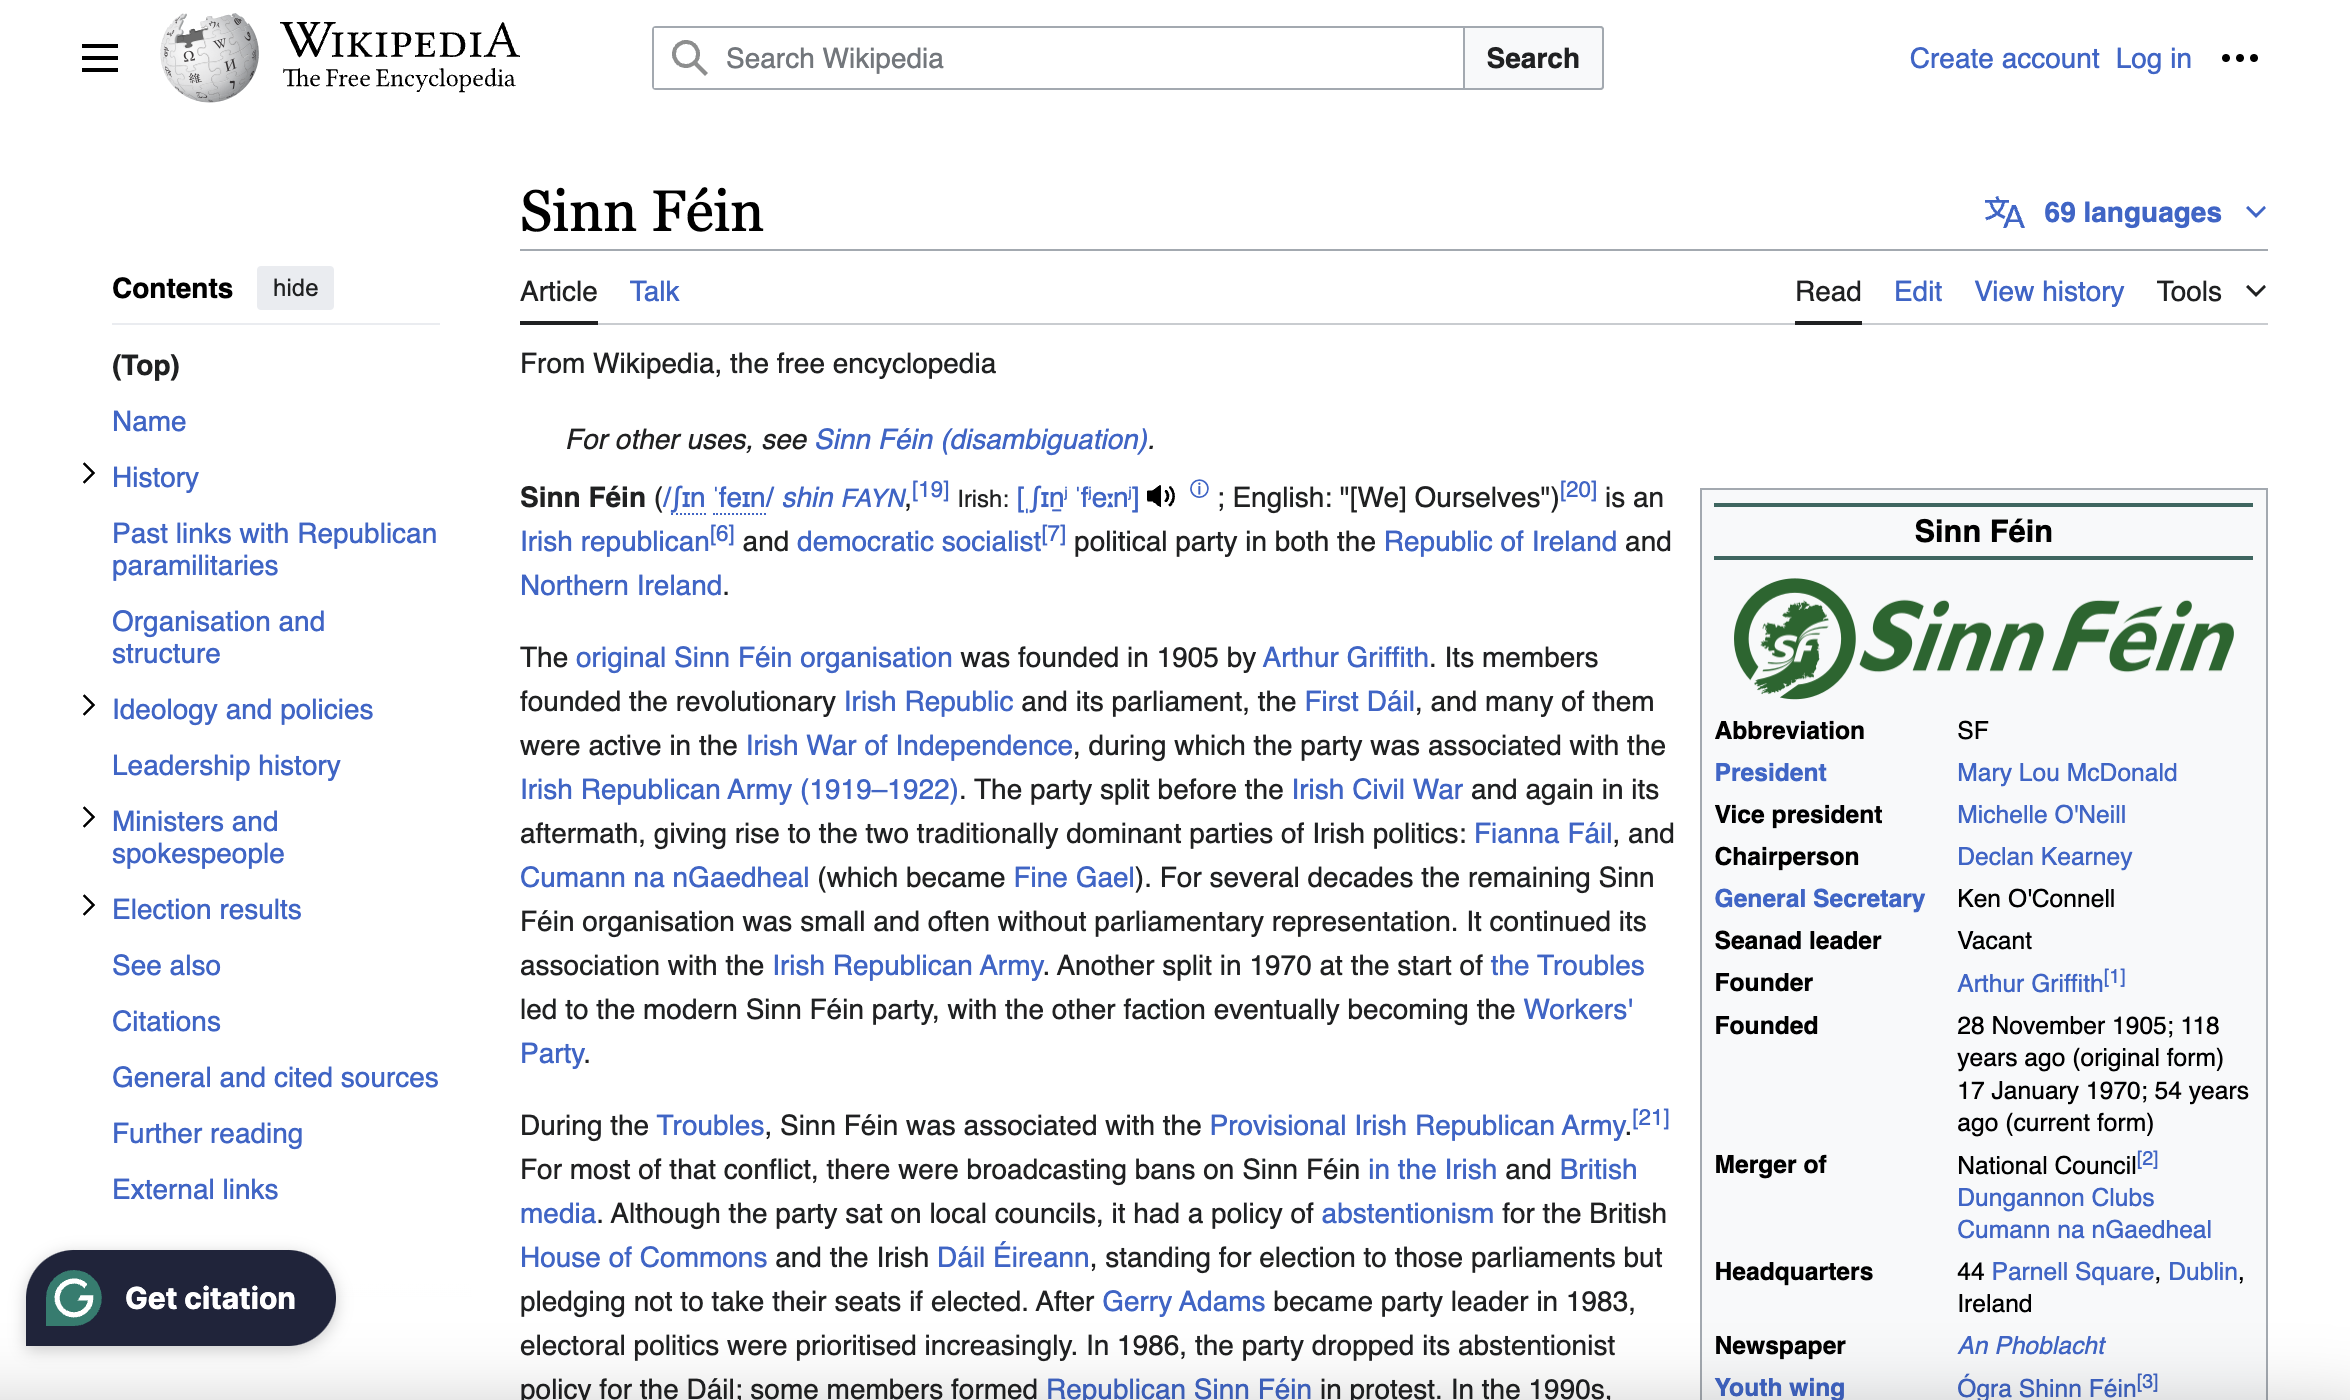 WIKIPEDIA
The Free Encyclopedia
Search Wikipedia
Search
Create account Log in
Sinn Féin
69 languages
Contents hide
(Top)
Name
History
Past links with Republican
paramilitaries
Organisation and
structure
Ideology and policies
Leadership history
Ministers and
spokespeople
Election results
See also
Citations
General and cited sources
Further reading
External links
Get citation
Article Talk
Read Edit View history Tools
From Wikipedia, the free encyclopedia
For other uses, see Sinn Féin (disambiguation).
Sinn Féin (/ʃɪn ˈfeɪn/ shin FAYN,[19] Irish: [ˌʃɪn̠ʲ ˈfʲeːnʲ] ; English: "[We] Ourselves")[20] is an
Irish republican[6] and democratic socialist[7] political party in both the Republic of Ireland and
Northern Ireland.
The original Sinn Féin organisation was founded in 1905 by Arthur Griffith. Its members
founded the revolutionary Irish Republic and its parliament, the First Dáil, and many of them
were active in the Irish War of Independence, during which the party was associated with the
Irish Republican Army (1919–1922). The party split before the Irish Civil War and again in its
aftermath, giving rise to the two traditionally dominant parties of Irish politics: Fianna Fáil, and
Cumann na nGaedheal (which became Fine Gael). For several decades the remaining Sinn
Féin organisation was small and often without parliamentary representation. It continued its
association with the Irish Republican Army. Another split in 1970 at the start of the Troubles
led to the modern Sinn Féin party, with the other faction eventually becoming the Workers'
Party.
During the Troubles, Sinn Féin was associated with the Provisional Irish Republican Army.[21]
For most of that conflict, there were broadcasting bans on Sinn Féin in the Irish and British
media. Although the party sat on local councils, it had a policy of abstentionism for the British
House of Commons and the Irish Dáil Éireann, standing for election to those parliaments but
pledging not to take their seats if elected. After Gerry Adams became party leader in 1983,
electoral politics were prioritised increasingly. In 1986, the party dropped its abstentionist
policy for the Dáil; some members formed Republican Sinn Féin in protest. In the 1990s,
Sinn Féin
SF Sinn Féin
Abbreviation SF
President Mary Lou McDonald
Vice president Michelle O'Neill
Chairperson Declan Kearney
General Secretary Ken O'Connell
Seanad leader Vacant
Founder Arthur Griffith[1]
Founded 28 November 1905; 118
years ago (original form)
17 January 1970; 54 years
ago (current form)
Merger of National Council[2]
Dungannon Clubs
Cumann na nGaedheal
Headquarters 44 Parnell Square, Dublin,
Ireland
Newspaper An Phoblacht
Youth wing Ógra Shinn Féin[3]